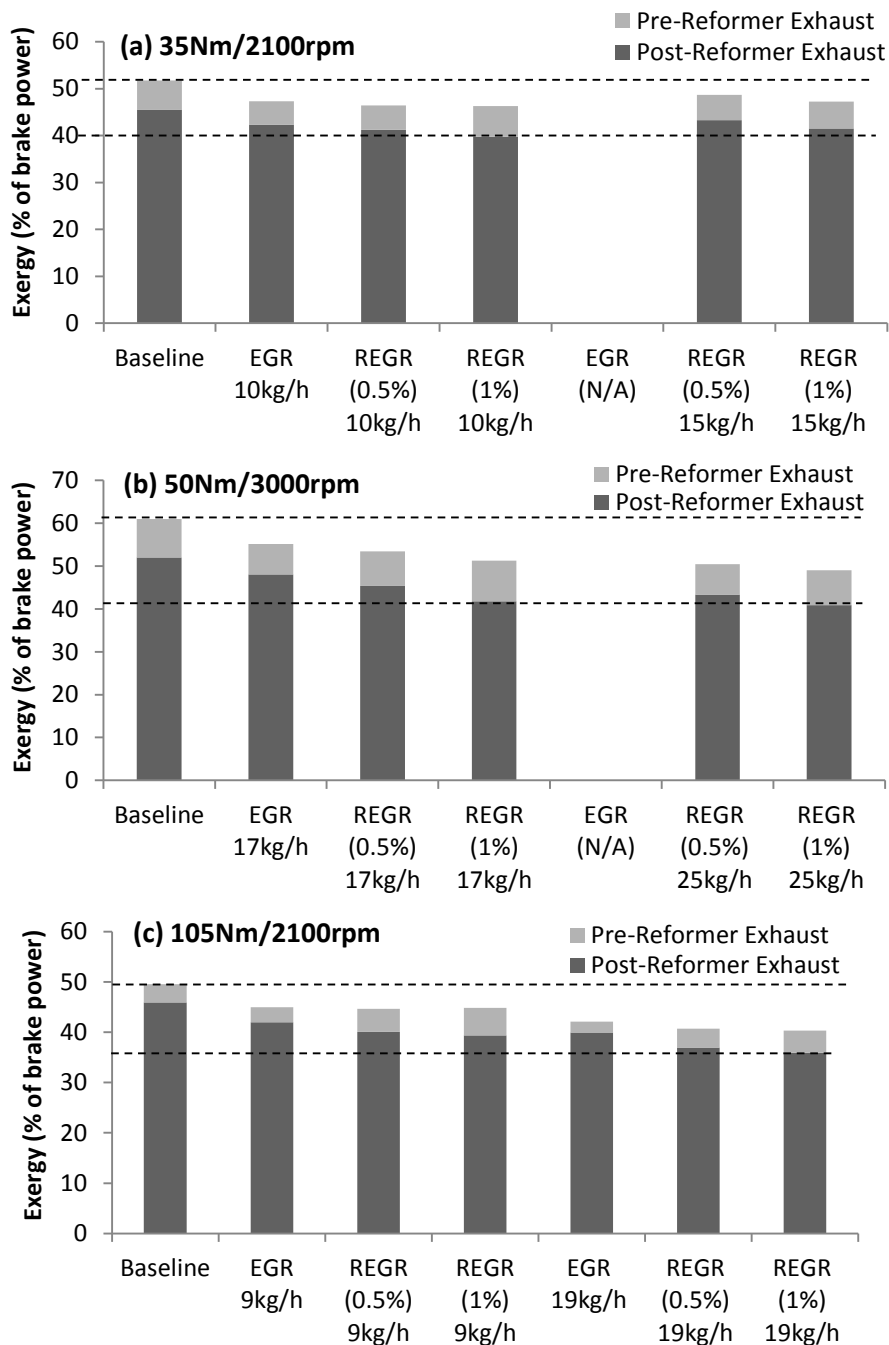 Pre-Reformer Exhaust
Post-Reformer Exhaust
(a) 35Nm/2100rpm
Exergy (% of brake power)
60
50
40
30
20
10
0
Baseline
EGR
10kg/h
REGR
(0.5%)
10kg/h
REGR
(1%)
10kg/h
EGR
(N/A)
REGR
(0.5%)
15kg/h
REGR
(1%)
15kg/h
(b) 50Nm/3000rpm
Pre-Reformer Exhaust
Post-Reformer Exhaust
Exergy (% of brake power)
70
60
50
40
30
20
10
0
Baseline
EGR
17kg/h
REGR
(0.5%)
17kg/h
REGR
(1%)
17kg/h
EGR
(N/A)
REGR
(0.5%)
25kg/h
REGR
(1%)
25kg/h
(c) 105Nm/2100rpm
Pre-Reformer Exhaust
Post-Reformer Exhaust
Exergy (% of brake power)
60
50
40
30
20
10
0
Baseline
EGR
9kg/h
REGR
(0.5%)
9kg/h
REGR
(1%)
9kg/h
EGR
19kg/h
REGR
(0.5%)
19kg/h
REGR
(1%)
19kg/h